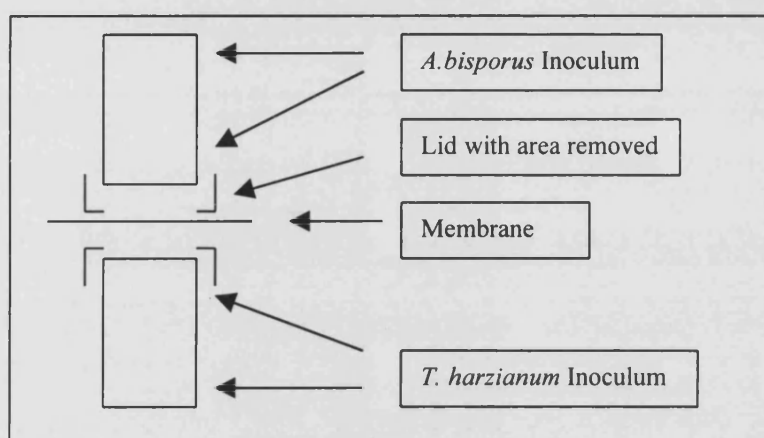 A.bisporus Inoculum
Lid with area removed
Membrane
T. harzianum Inoculum